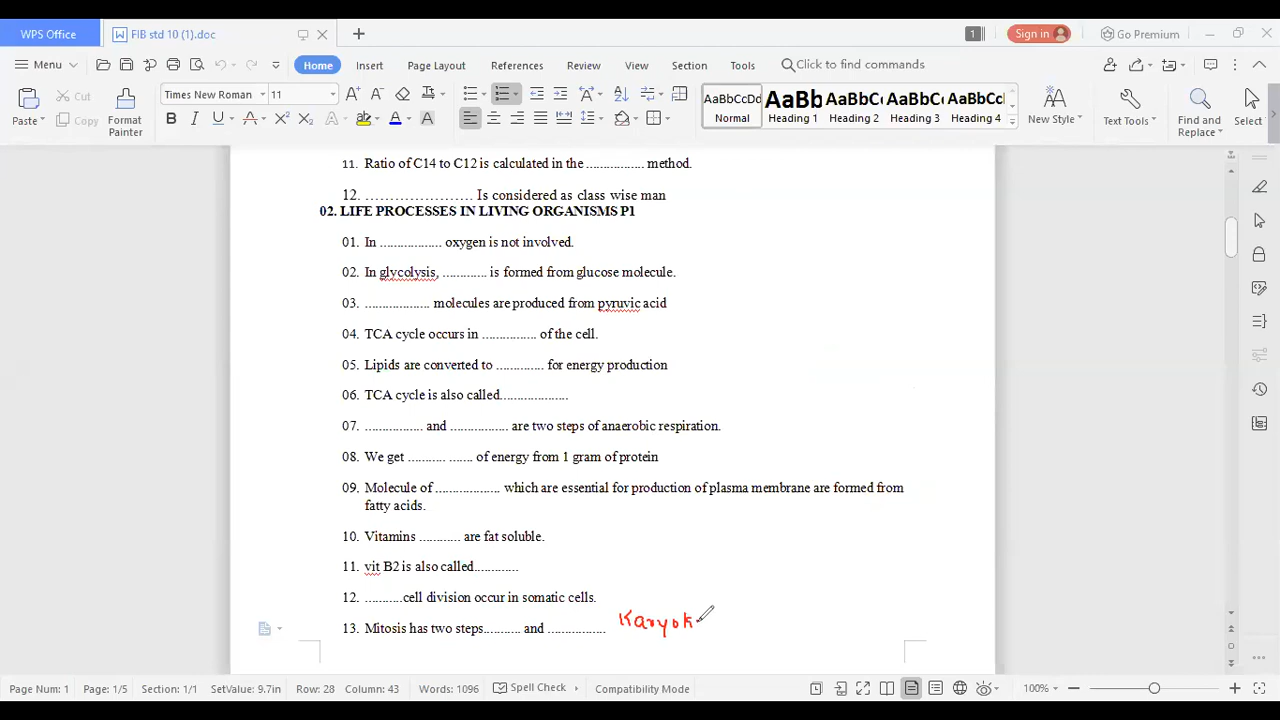 WPS Office
FIB std 10 (1).doc
+
1
Sign in
Go Premium
Menu
Home
Insert
Page Layout
References
Review
View
Section
Tools
Click to find commands
Paste
Cut
Copy
Format Painter
Times New Roman
11
AaBbCcDd
Normal
AaBb
Heading 1
AaBbC
Heading 2
AaBbC
Heading 3
AaBbC
Heading 4
New Style
Text Tools
Find and Replace
Select
11. Ratio of C14 to C12 is calculated in the ................ method.
12. …………………… Is considered as class wise man
02. LIFE PROCESSES IN LIVING ORGANISMS P1
01. In ................. oxygen is not involved.
02. In glycolysis, ............ is formed from glucose molecule.
03. .................. molecules are produced from pyruvic acid
04. TCA cycle occurs in ............... of the cell.
05. Lipids are converted to ............. for energy production
06. TCA cycle is also called...................
07. ................ and ................ are two steps of anaerobic respiration.
08. We get .......... ...... of energy from 1 gram of protein
09. Molecule of .................. which are essential for production of plasma membrane are formed from
fatty acids.
10. Vitamins ........... are fat soluble.
11. vit B2 is also called............
12. ..........cell division occur in somatic cells.
13. Mitosis has two steps.......... and ................ Karyok
Page Num: 1
Page: 1/5
Section: 1/1
SetValue: 9.7in
Row: 28
Column: 43
Words: 1096
Spell Check
Compatibility Mode
100%